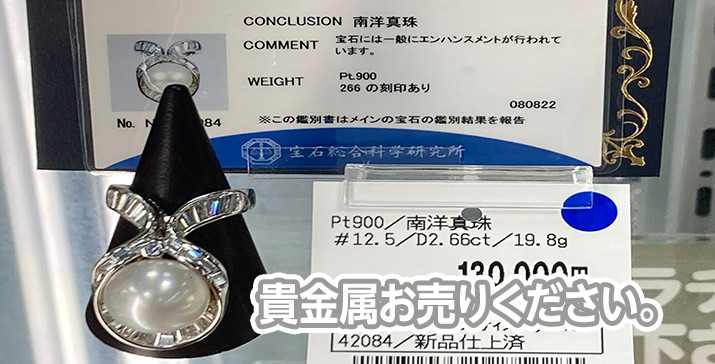 CONCLUSION 南洋真珠
COMMENT 宝石には一般にエンハンスメントが行われて
います。
WEIGHT Pt.900
266 の刻印あり
080822
No. N 084
※この鑑別書はメインの宝石の鑑別結果を報告
宝石総合科学研究所
Pt900／南洋真珠
#12.5／D2.66ct／19.8g
貴金属お売りください。
42084／新品仕上済